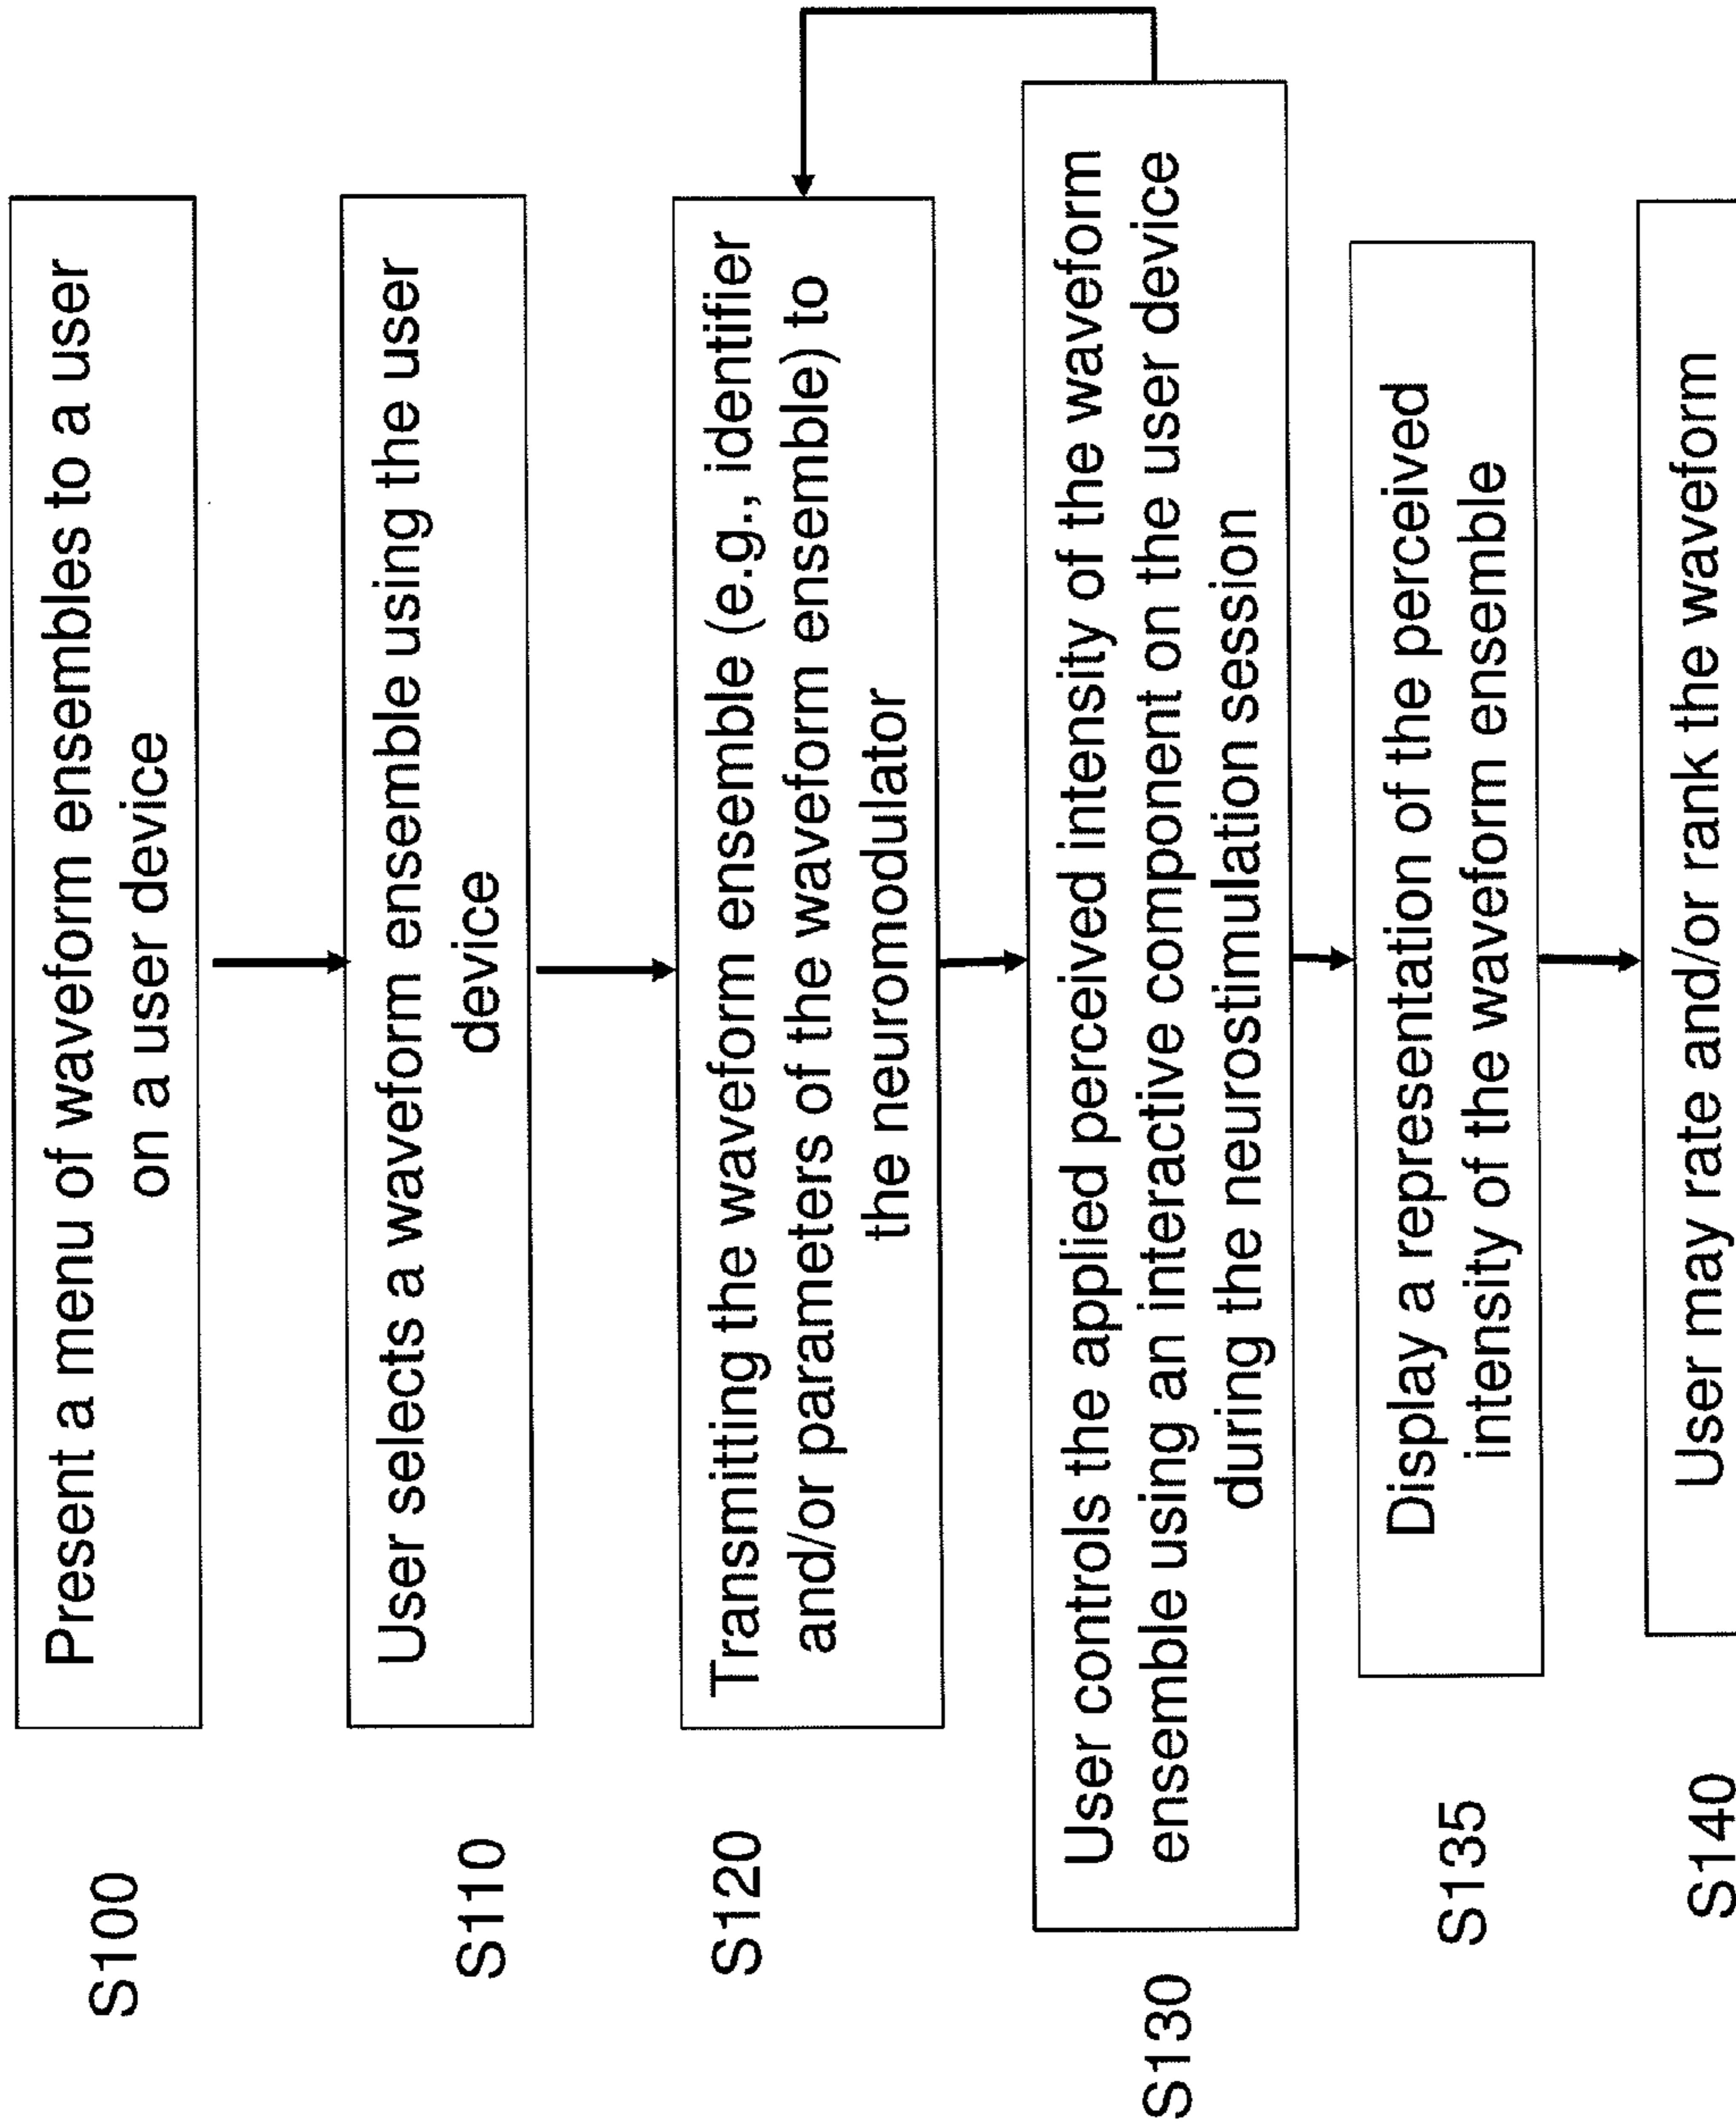 S100
Present a menu of waveform ensembles to a user
on a user device
S110
User selects a waveform ensemble using the user
device
S120
Transmitting the waveform ensemble (e.g., identifier
and/or parameters of the waveform ensemble) to
the neuromodulator
S130
User controls the applied perceived intensity of the waveform
ensemble using an interactive component on the user device
during the neurostimulation session
S135
Display a representation of the perceived
intensity of the waveform ensemble
S140
User may rate and/or rank the waveform